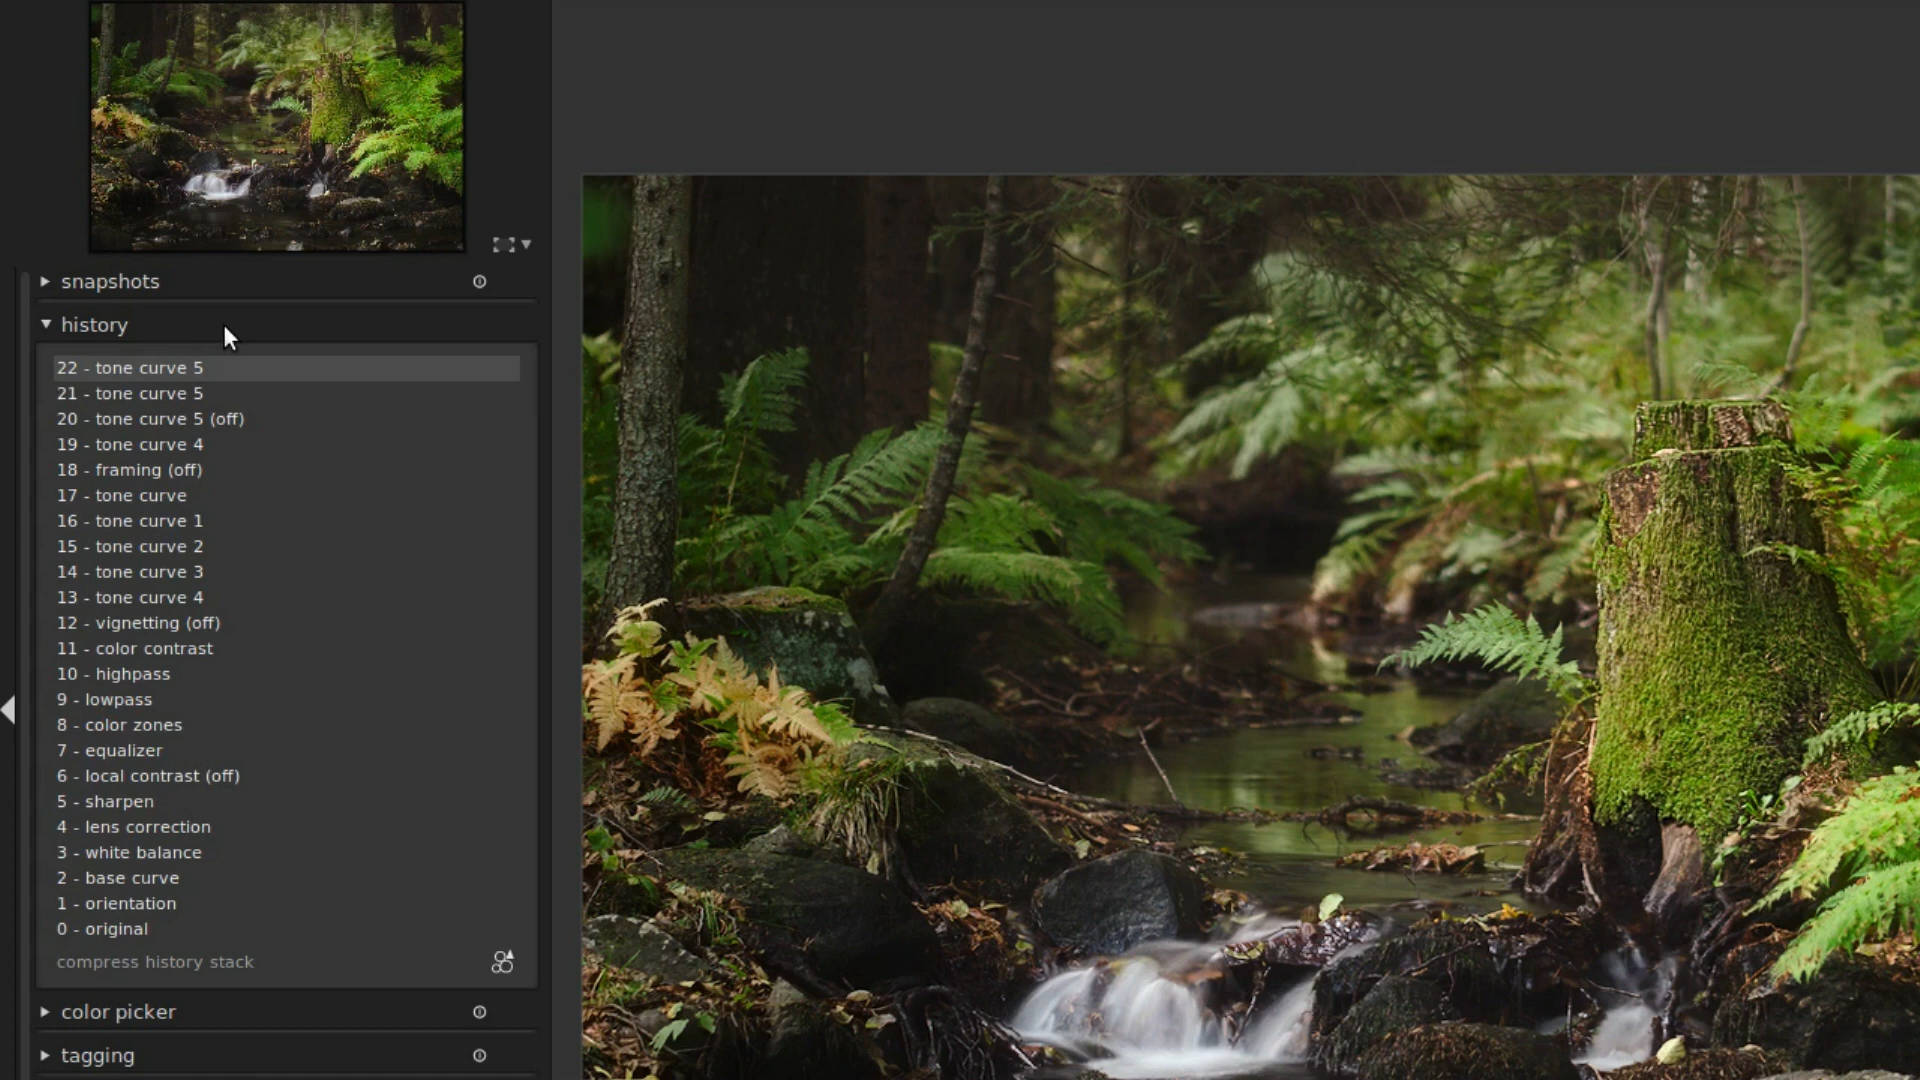 snapshots
history
22 - tone curve 5
21 - tone curve 5
20 - tone curve 5 (off)
19 - tone curve 4
18 - framing (off)
17 - tone curve
16 - tone curve 1
15 - tone curve 2
14 - tone curve 3
13 - tone curve 4
12 - vignetting (off)
11 - color contrast
10 - highpass
9 - lowpass
8 - color zones
7 - equalizer
6 - local contrast (off)
5 - sharpen
4 - lens correction
3 - white balance
2 - base curve
1 - orientation
0 - original
compress history stack
color picker
tagging